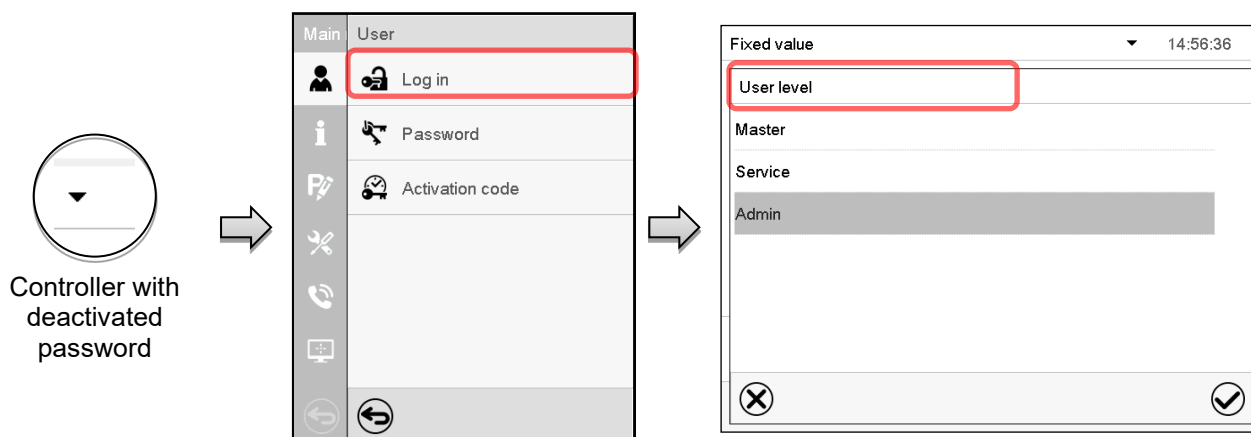 Controller with
deactivated
password
Main
User
Log in
Password
Activation code
Fixed value
14:56:36
User level
Master
Service
Admin